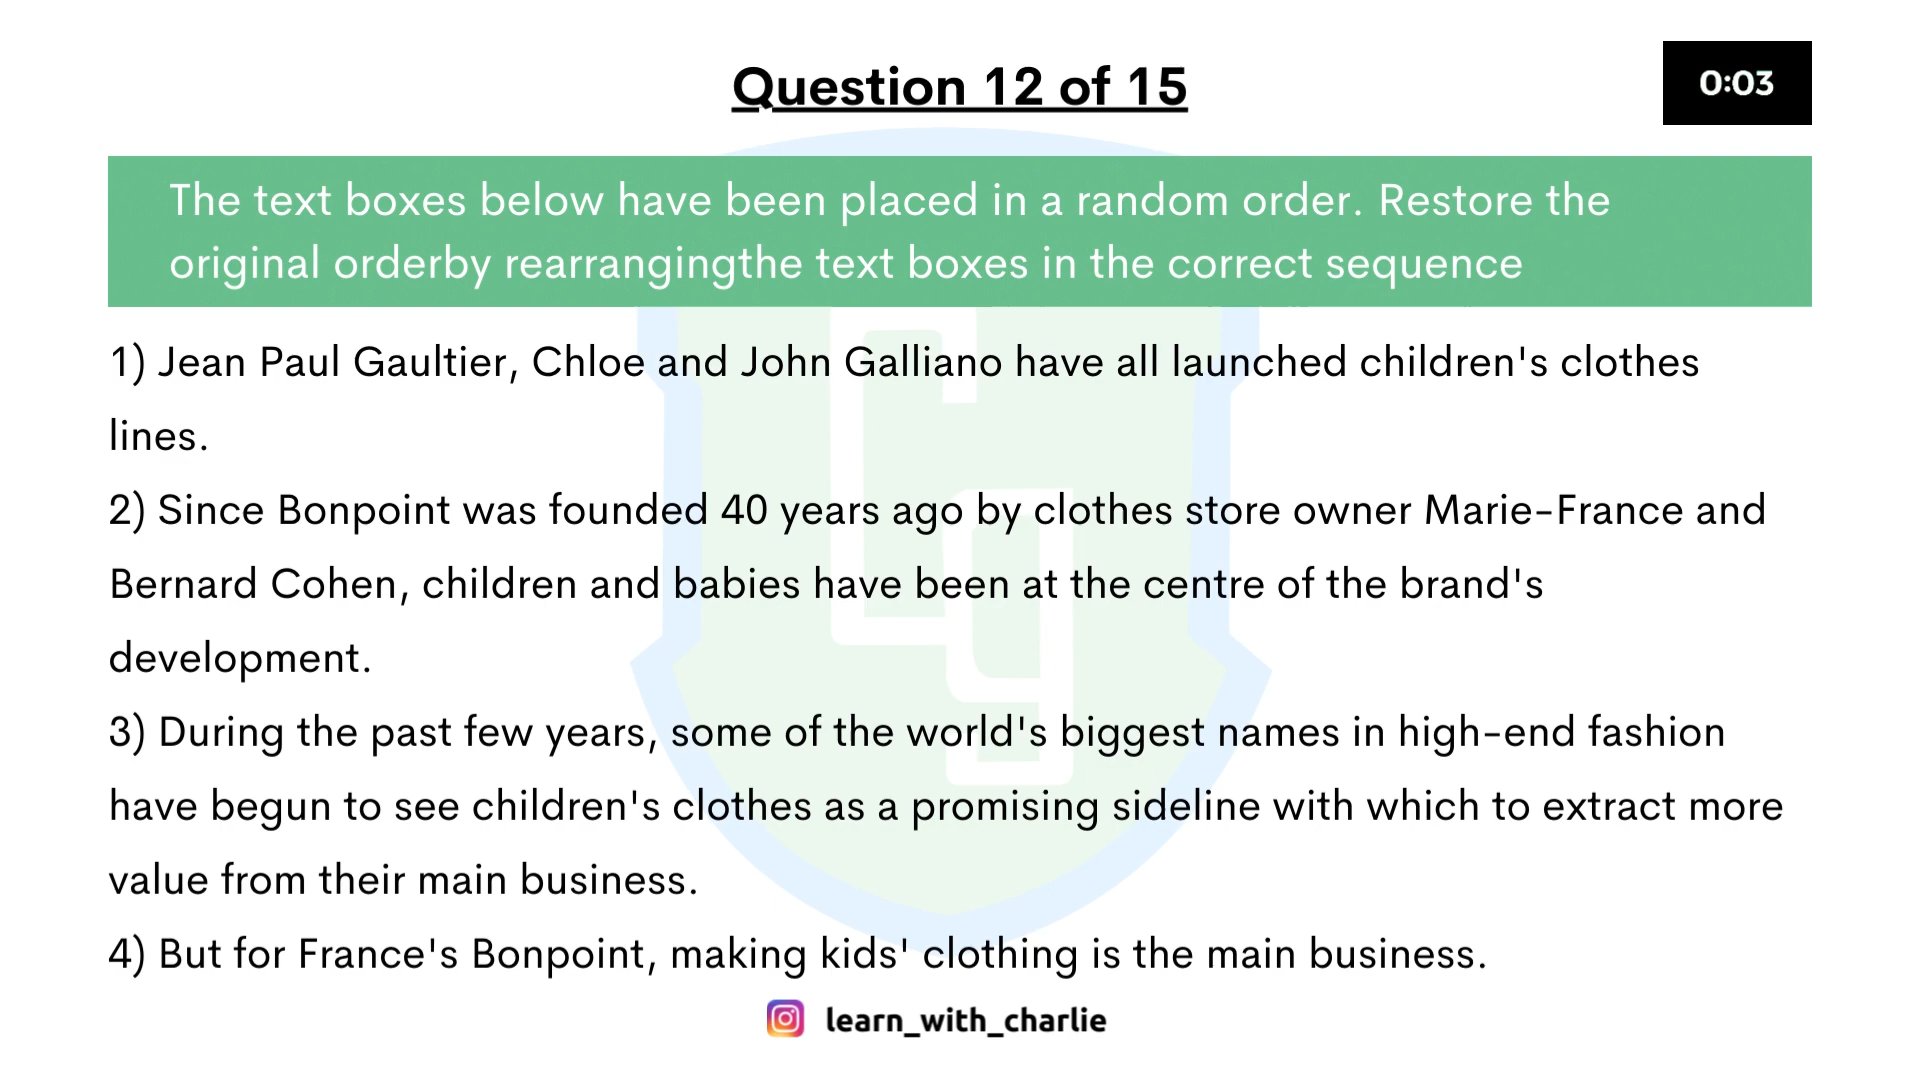 Question 12 of 15
0:03
The text boxes below have been placed in a random order. Restore the
original orderby rearrangingthe text boxes in the correct sequence
1) Jean Paul Gaultier, Chloe and John Galliano have all launched children's clothes
lines.
2) Since Bonpoint was founded 40 years ago by clothes store owner Marie-France and
Bernard Cohen, children and babies have been at the centre of the brand's
development.
3) During the past few years, some of the world's biggest names in high-end fashion
have begun to see children's clothes as a promising sideline with which to extract more
value from their main business.
4) But for France's Bonpoint, making kids' clothing is the main business.
learn_with_charlie